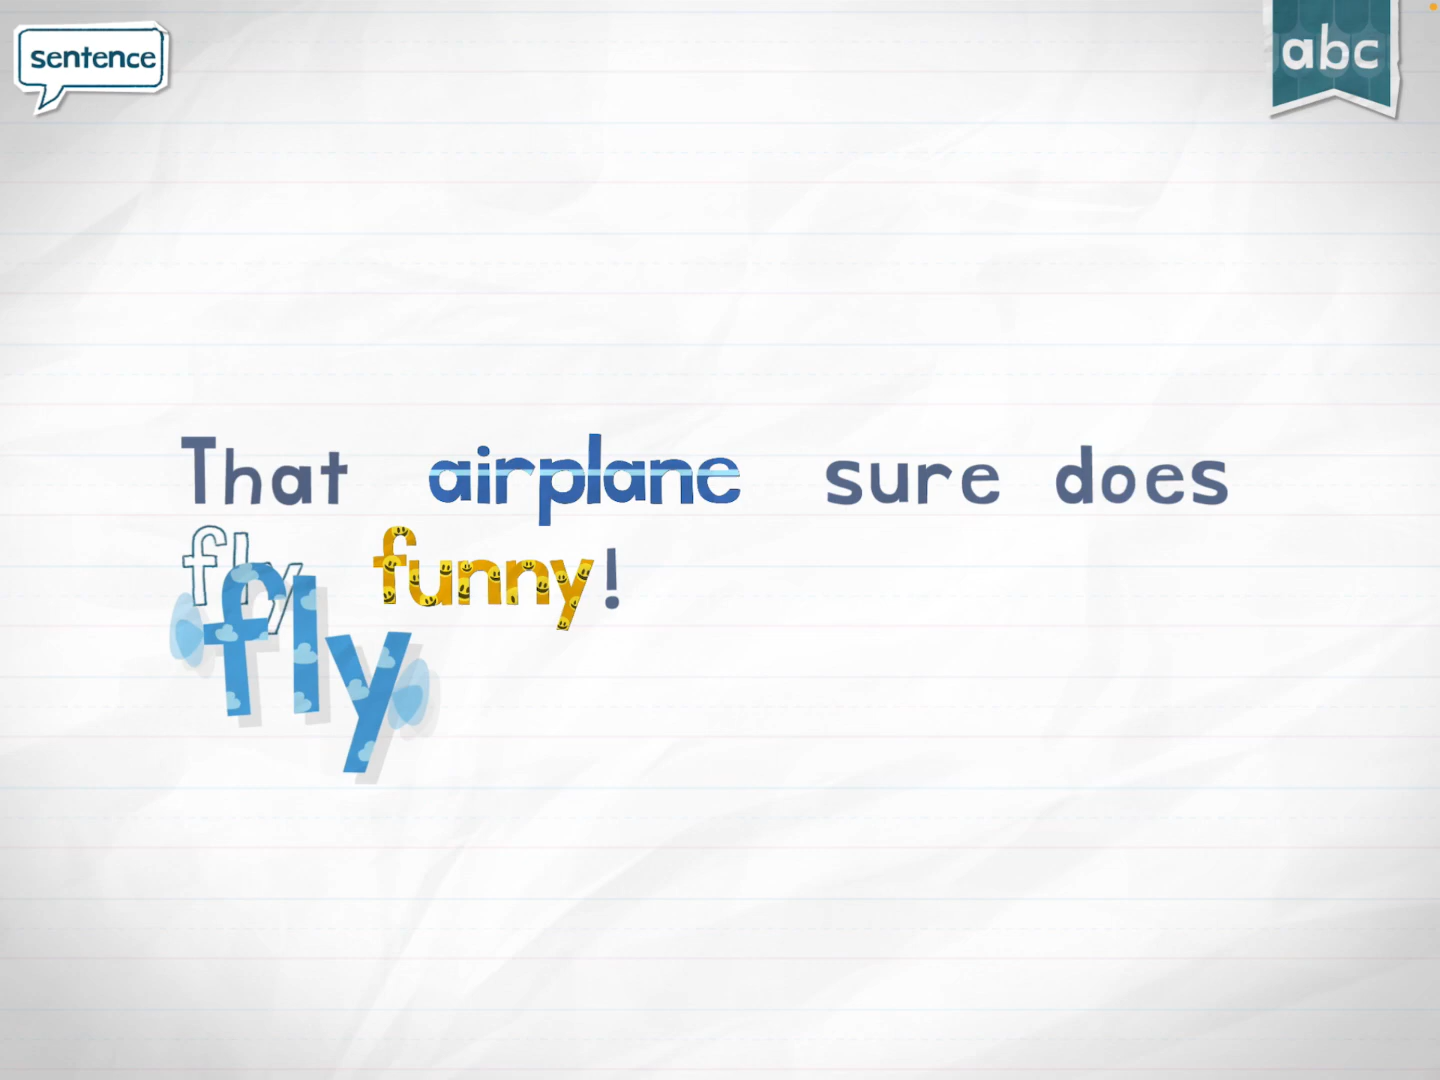 sentence
abc
That airplane sure does
fly funny!
fly